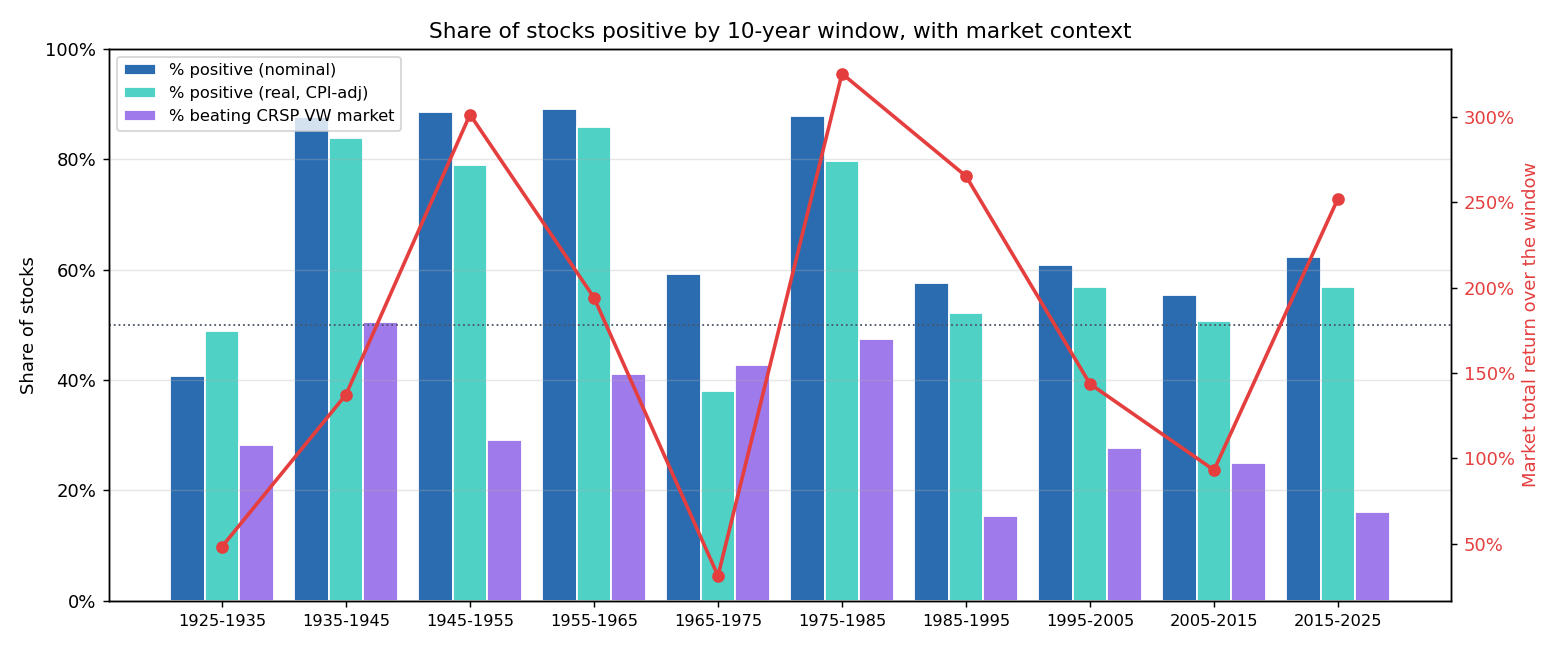 Share of stocks positive by 10-year window, with market context
% positive (nominal)
% positive (real, CPI-adj)
% beating CRSP VW market
Share of stocks
100%
80%
60%
40%
20%
0%
300%
250%
200%
150%
100%
50%
Market total return over the window
1925-1935 1935-1945 1945-1955 1955-1965 1965-1975 1975-1985 1985-1995 1995-2005 2005-2015 2015-2025